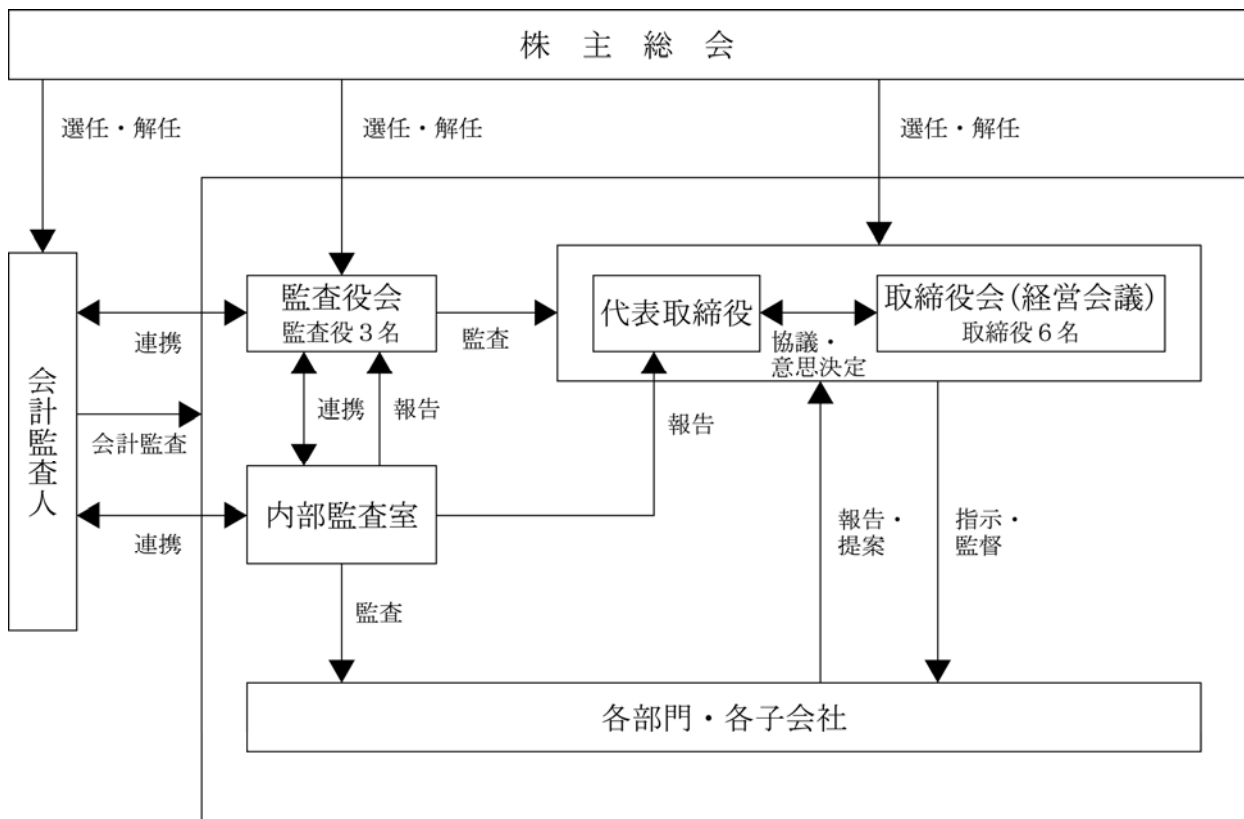 株主総会
選任・解任
選任・解任
選任・解任
監査役会
監査役3名
代表取締役
取締役会(経営会議)
取締役6名
連携
監査
協議・
意思決定
会計監査人
会計監査
連携
報告
報告
内部監査室
連携
報告・
提案
指示・
監督
監査
各部門・各子会社